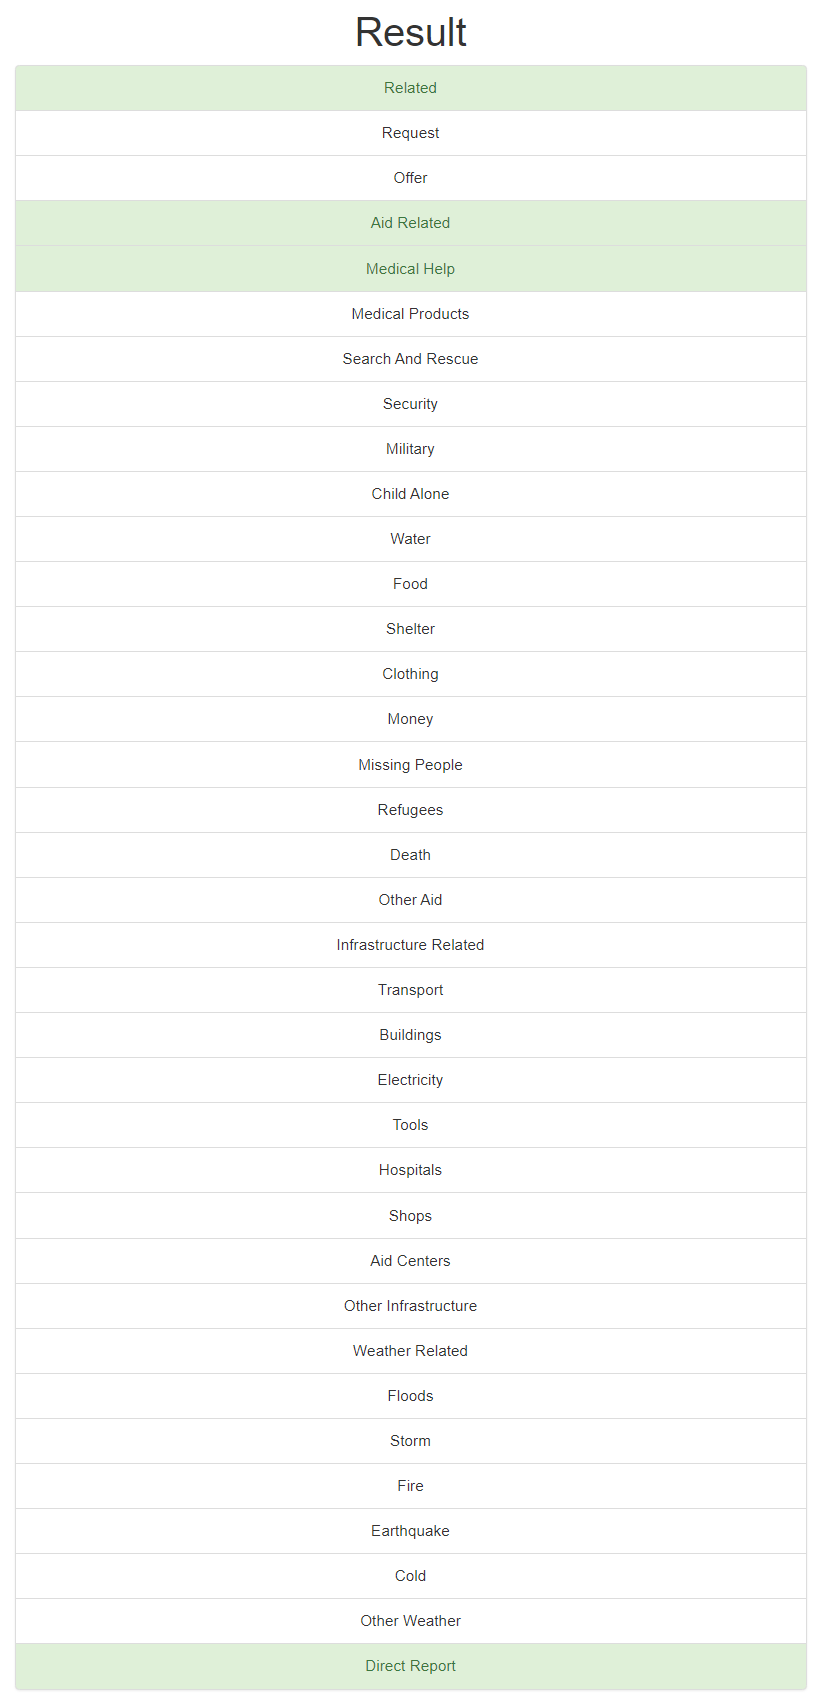 Result
Related
Request
Offer
Aid Related
Medical Help
Medical Products
Search And Rescue
Security
Military
Child Alone
Water
Food
Shelter
Clothing
Money
Missing People
Refugees
Death
Other Aid
Infrastructure Related
Transport
Buildings
Electricity
Tools
Hospitals
Shops
Aid Centers
Other Infrastructure
Weather Related
Floods
Storm
Fire
Earthquake
Cold
Other Weather
Direct Report